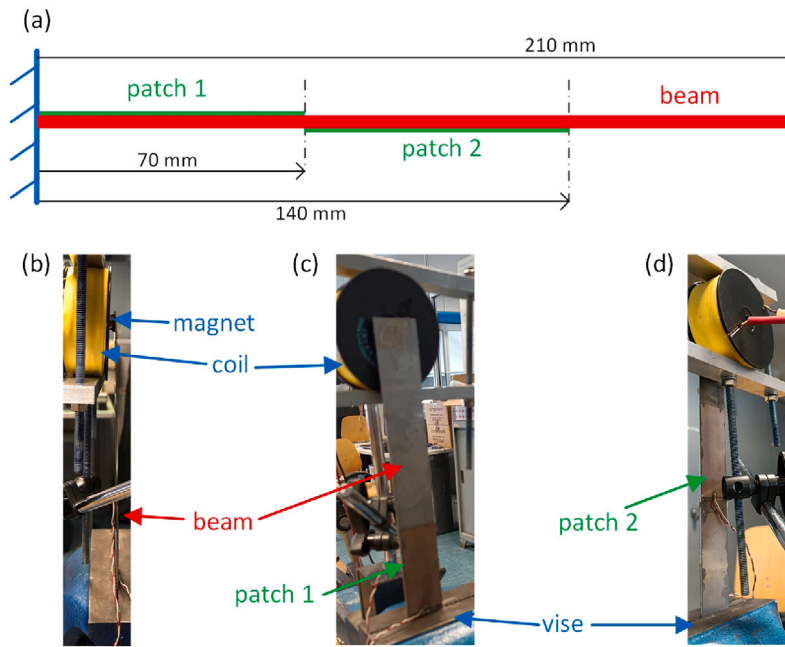 (a)
210 mm
patch 1
beam
patch 2
70 mm
140 mm
(b)
(c)
(d)
magnet
coil
beam
patch 2
patch 1
vise